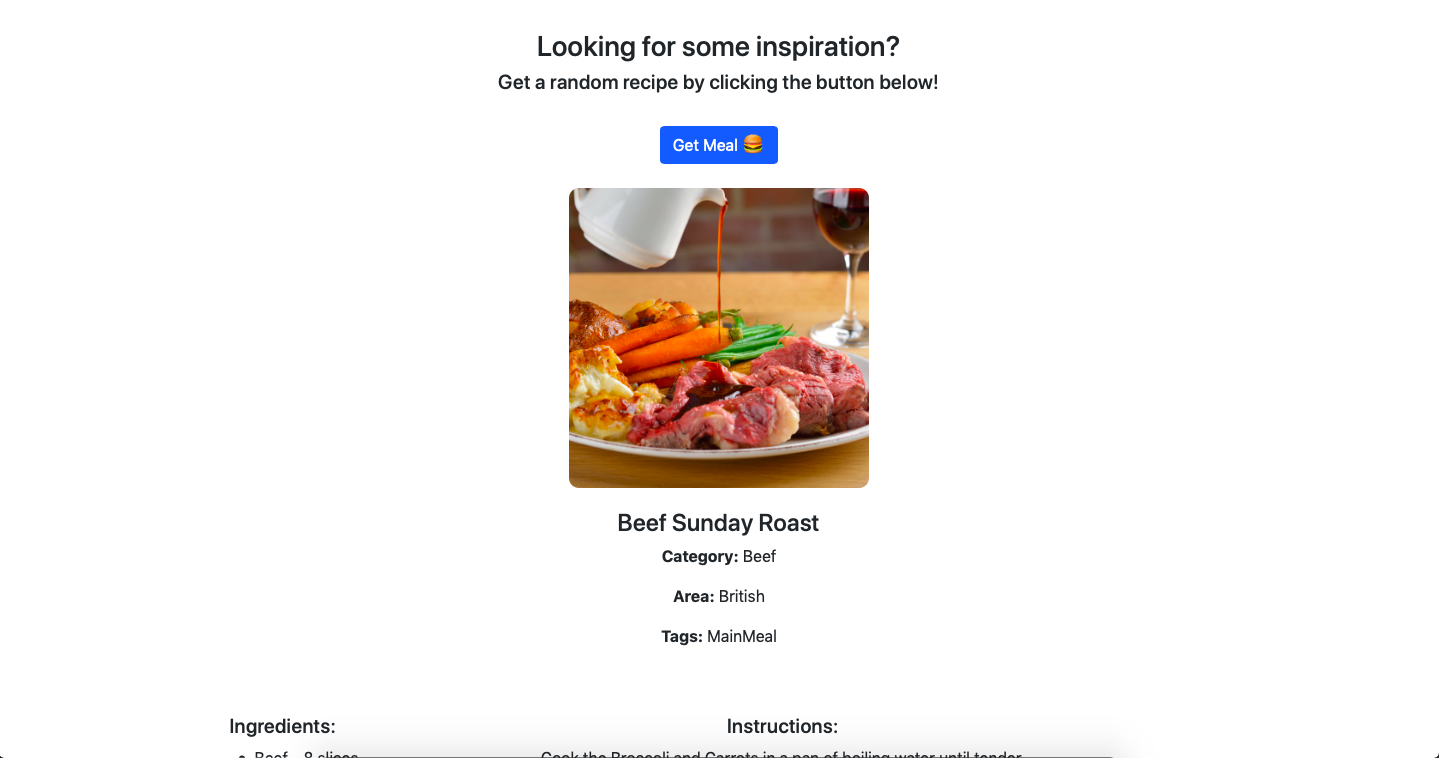 Looking for some inspiration?
Get a random recipe by clicking the button below!
Get Meal 🍔
Beef Sunday Roast
Category: Beef
Area: British
Tags: MainMeal
Ingredients:
Instructions:
Beef - 8 slices
Cook the Broccoli and Carrots in a pan of boiling water until tender.